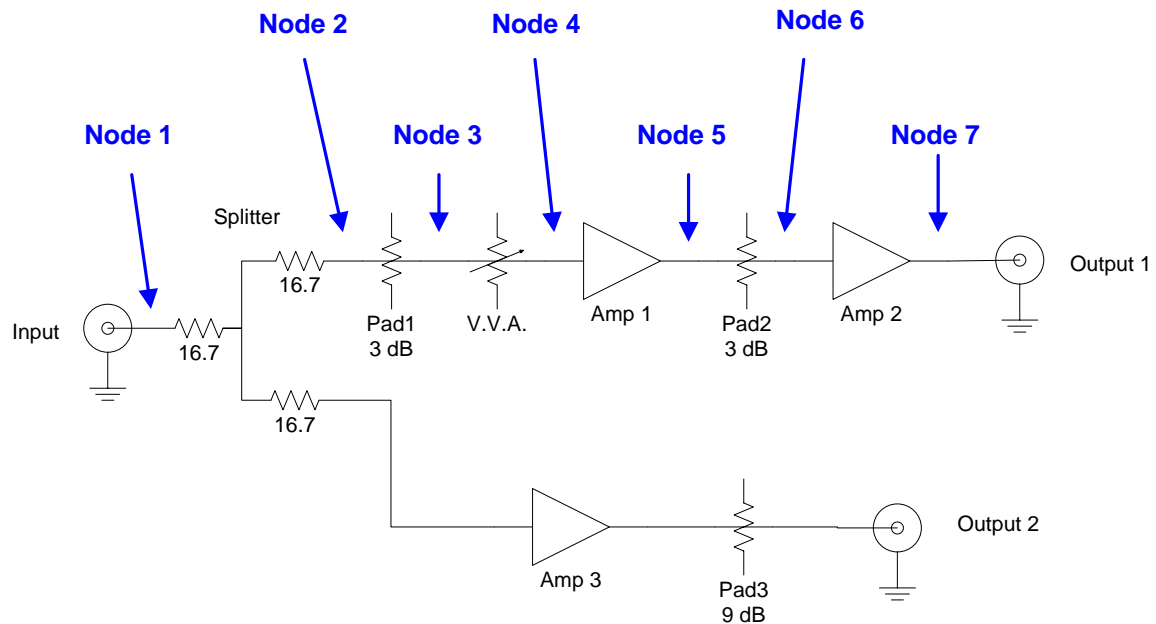 Node 2
Node 4
Node 6
Node 1
Node 3
Node 5
Node 7
Splitter
16.7
Pad1
3 dB
V.V.A.
Amp 1
Pad2
3 dB
Amp 2
Output 1
Input
16.7
16.7
Amp 3
Pad3
9 dB
Output 2